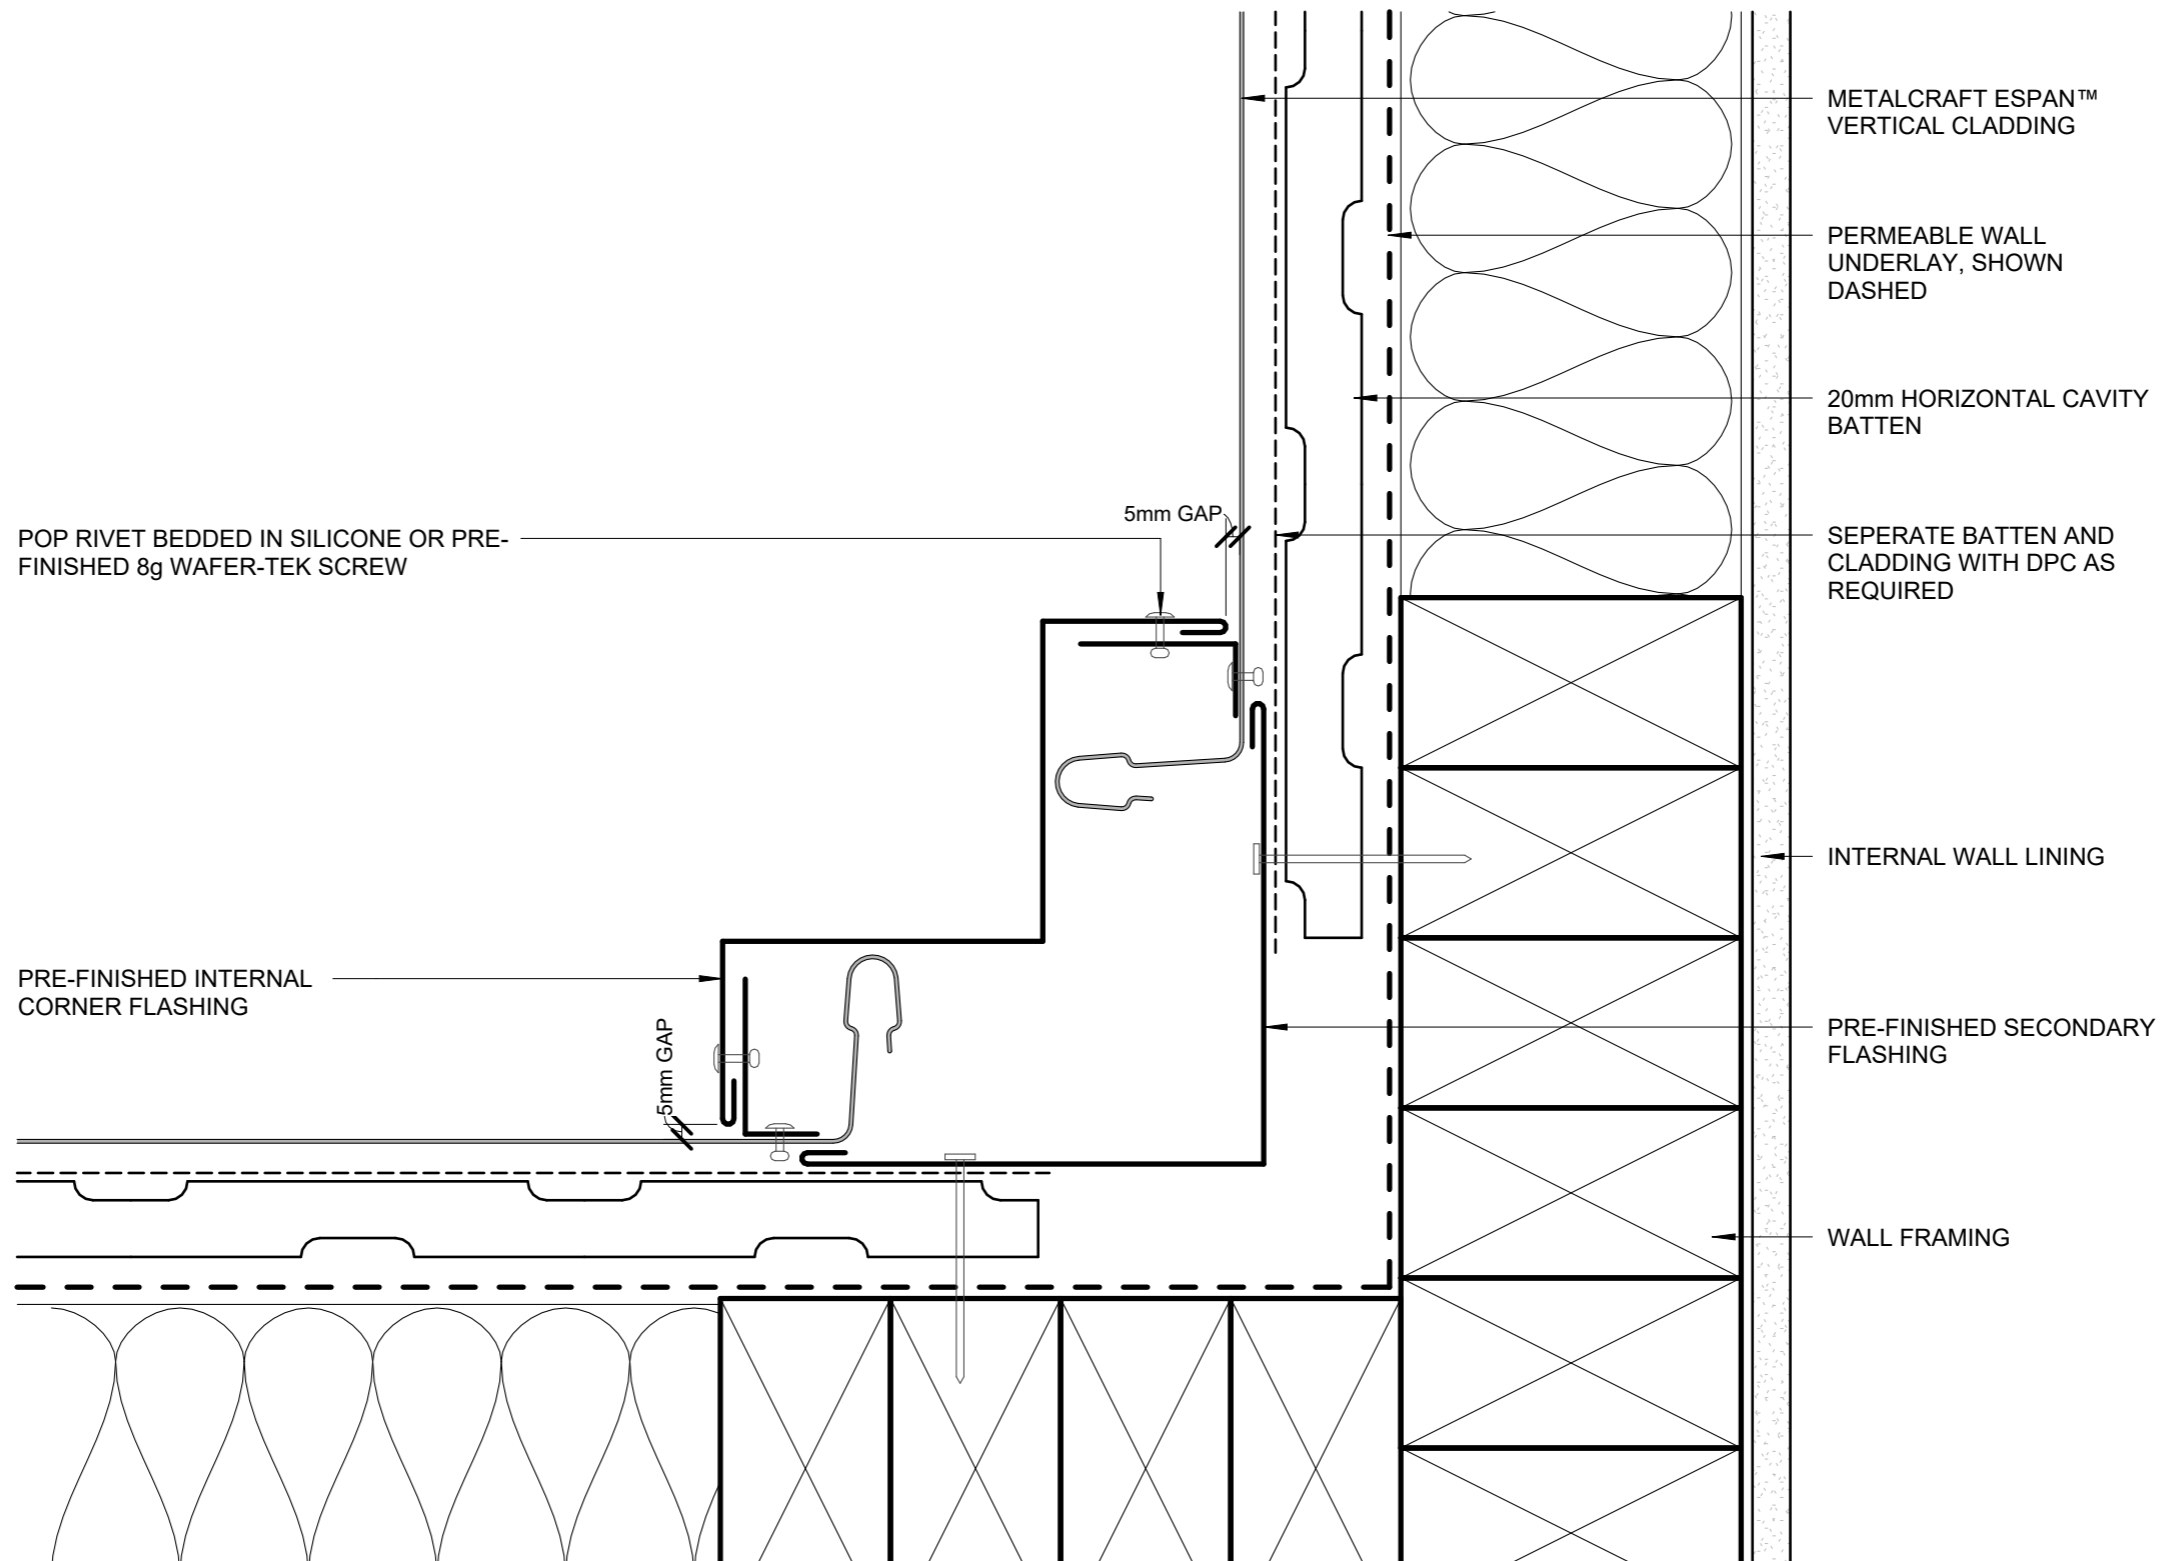 METALCRAFT ESPAN™
VERTICAL CLADDING
PERMEABLE WALL
UNDERLAY, SHOWN
DASHED
20mm HORIZONTAL CAVITY
BATTEN
5mm GAP
POP RIVET BEDDED IN SILICONE OR PRE-
FINISHED 8g WAFER-TEK SCREW
SEPERATE BATTEN AND
CLADDING WITH DPC AS
REQUIRED
INTERNAL WALL LINING
PRE-FINISHED INTERNAL
CORNER FLASHING
5mm GAP
PRE-FINISHED SECONDARY
FLASHING
WALL FRAMING